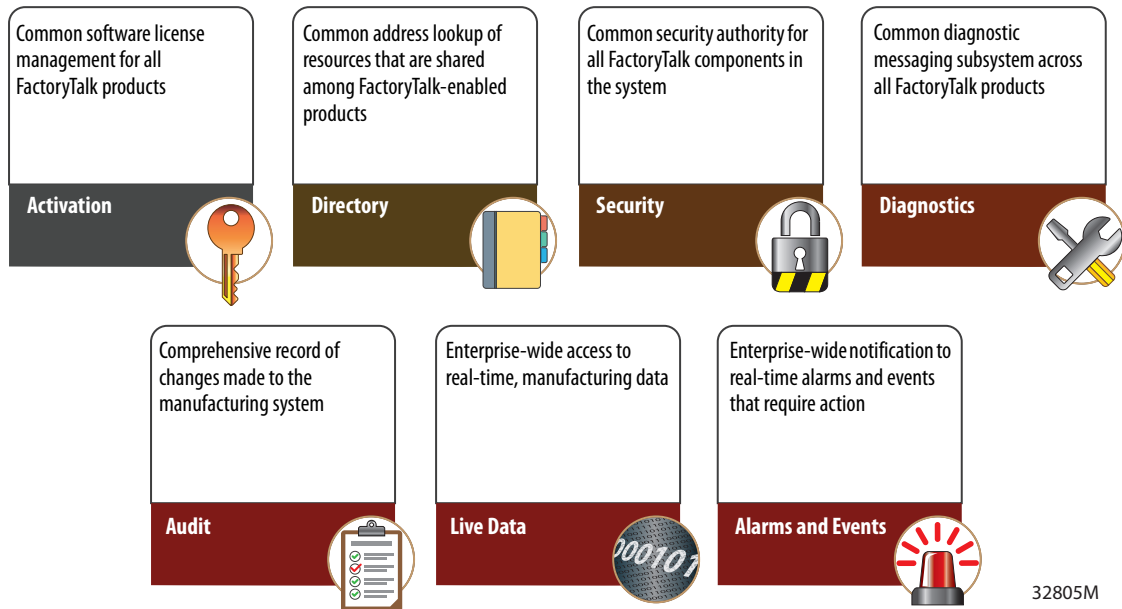 Common software license
management for all
FactoryTalk products
Activation
Common address lookup of
resources that are shared
among FactoryTalk-enabled
products
Directory
Common security authority for
all FactoryTalk components in
the system
Security
Common diagnostic
messaging subsystem across
all FactoryTalk products
Diagnostics
Comprehensive record of
changes made to the
manufacturing system
Audit
Enterprise-wide access to
real-time, manufacturing data
Live Data
000101
Enterprise-wide notification to
real-time alarms and events
that require action
Alarms and Events
32805M